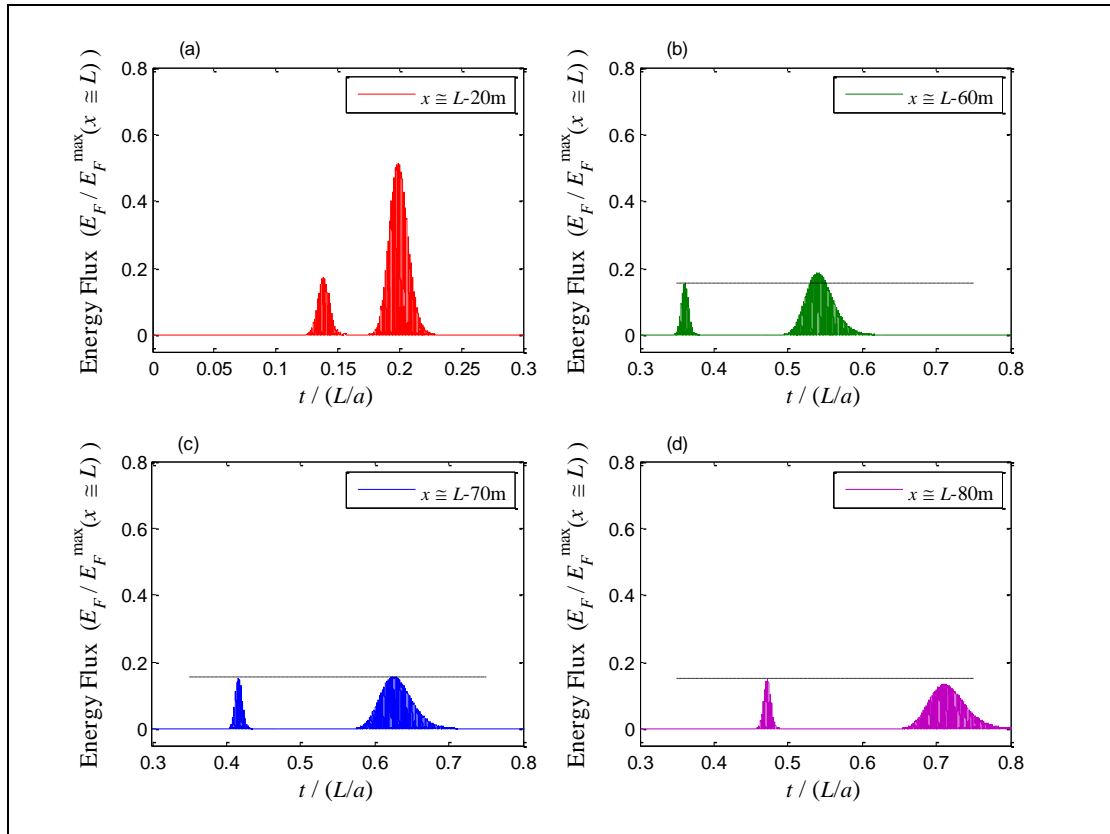 (a)
Energy Flux (E_F / E_F^max (x ≅ L) )
0.8
0.6
0.4
0.2
0
x ≅ L-20m
0 0.05 0.1 0.15 0.2 0.25 0.3
t / (L/a)
(b)
Energy Flux (E_F / E_F^max (x ≅ L) )
0.8
0.6
0.4
0.2
0
x ≅ L-60m
0.3 0.4 0.5 0.6 0.7 0.8
t / (L/a)
(c)
Energy Flux (E_F / E_F^max (x ≅ L) )
0.8
0.6
0.4
0.2
0
x ≅ L-70m
0.3 0.4 0.5 0.6 0.7 0.8
t / (L/a)
(d)
Energy Flux (E_F / E_F^max (x ≅ L) )
0.8
0.6
0.4
0.2
0
x ≅ L-80m
0.3 0.4 0.5 0.6 0.7 0.8
t / (L/a)